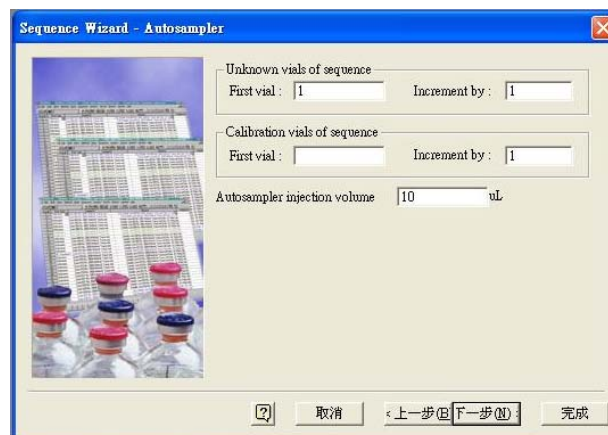 Sequence Wizard - Autosampler
Unknown vials of sequence
First vial : 1 Increment by : 1
Calibration vials of sequence
First vial : Increment by : 1
Autosampler injection volume 10 uL
取消 < 上一步(B) 下一步(N) : 完成